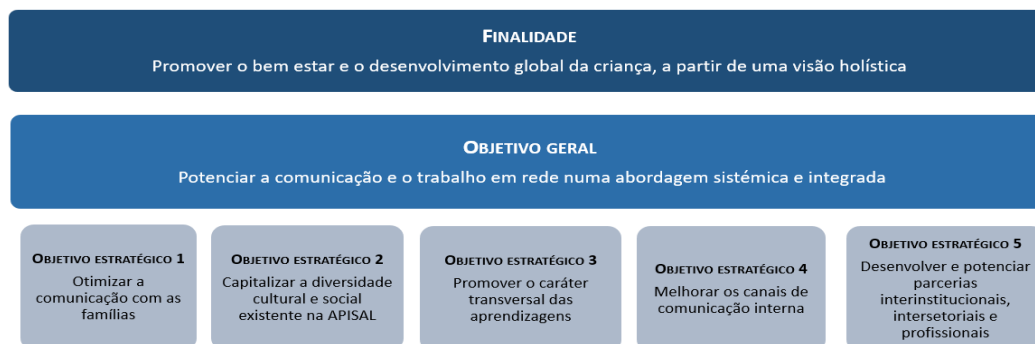 FINALIDADE
Promover o bem estar e o desenvolvimento global da criança, a partir de uma visão holística
OBJETIVO GERAL
Potenciar a comunicação e o trabalho em rede numa abordagem sistémica e integrada
OBJETIVO ESTRATÉGICO 1
Otimizar a
comunicação com as
famílias
OBJETIVO ESTRATÉGICO 2
Capitalizar a diversidade
cultural e social
existente na APISAL
OBJETIVO ESTRATÉGICO 3
Promover o caráter
transversal das
aprendizagens
OBJETIVO ESTRATÉGICO 4
Melhorar os canais de
comunicação interna
OBJETIVO ESTRATÉGICO 5
Desenvolver e potenciar
parcerias
interinstitucionais,
intersetoriais e
profissionais